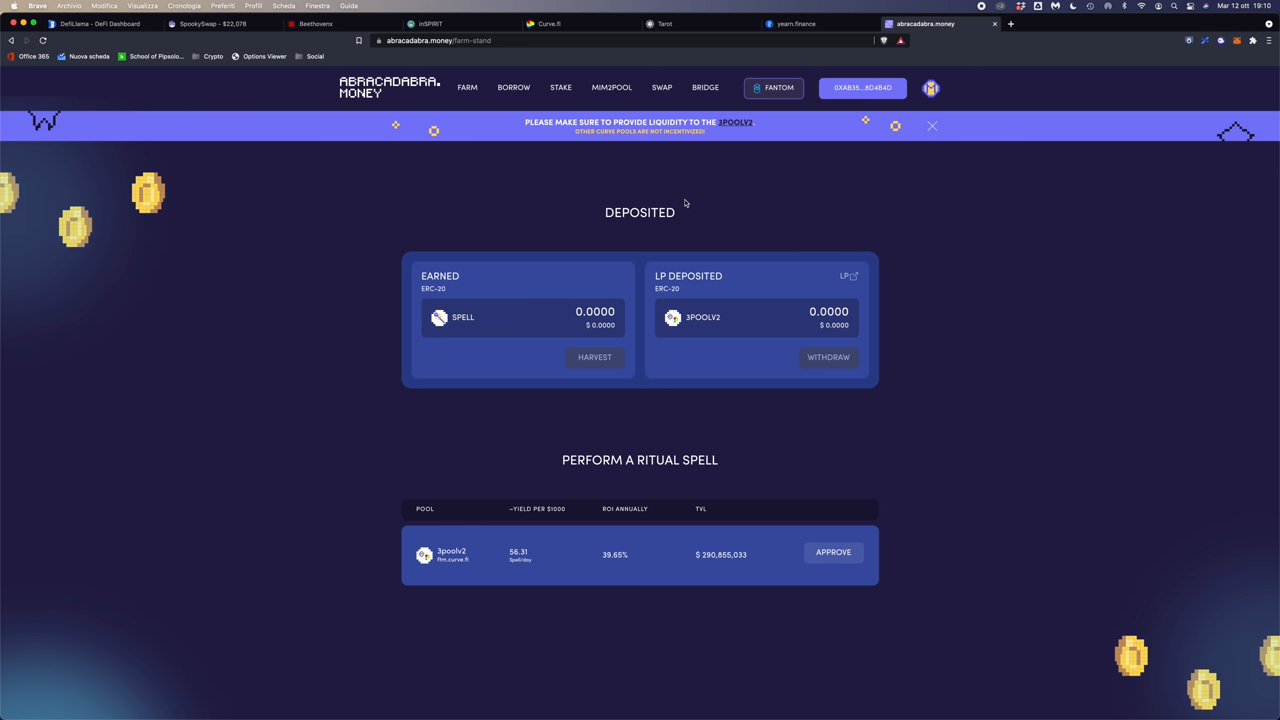 Brave Archivio Modifica Visualizza Cronologia Preferiti Profili Scheda Finestra Guida Mar 12 ott 19:10
DefiLlama - DeFi Dashboard SpookySwap - $22,078 Beethovenx inSPIRIT Curve.fi Tarot yearn.finance abracadabra.money
abracadabra.money/farm-stand
Office 365 Nuova scheda School of Pipsolo... Crypto Options Viewer Social
ABRACADABRA.
MONEY
FARM BORROW STAKE MIM2POOL SWAP BRIDGE FANTOM 0XAB35...8D4B4D
PLEASE MAKE SURE TO PROVIDE LIQUIDITY TO THE 3POOLV2.
OTHER CURVE POOLS ARE NOT INCENTIVIZED!
DEPOSITED
EARNED
ERC-20
SPELL
0.0000
$ 0.0000
HARVEST
LP DEPOSITED
LP
ERC-20
3POOLV2
0.0000
$ 0.0000
WITHDRAW
PERFORM A RITUAL SPELL
POOL ~YIELD PER $1000 ROI ANNUALLY TVL
3poolv2
ftm.curve.fi
56.31
Spell/day
39.65%
$ 290,855,033
APPROVE